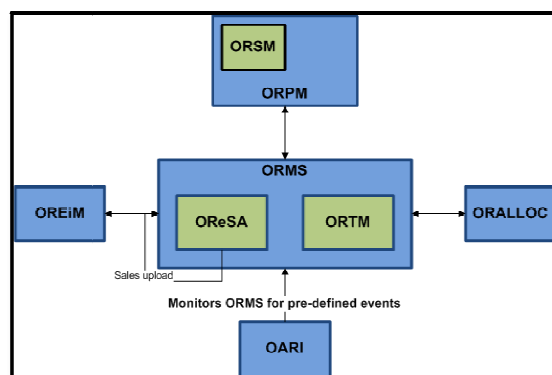 ORSM
ORPM
ORMS
OREiM
OReSA
ORTM
ORALLOC
Sales upload
Monitors ORMS for pre-defined events
OARI